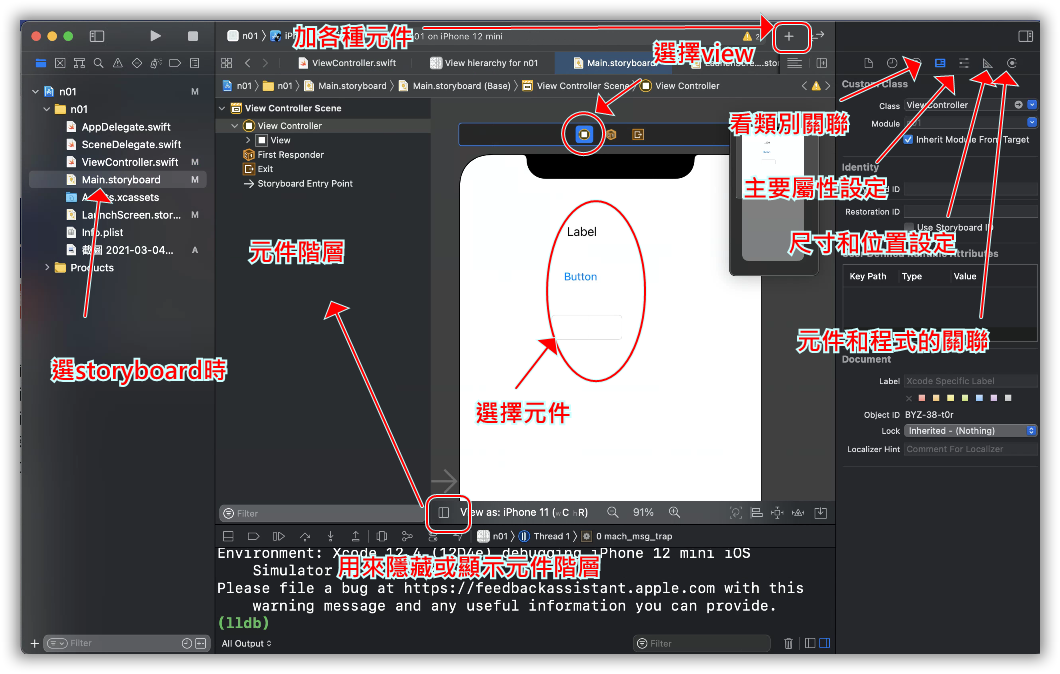 n01
加各種元件
on iPhone 12 mini
選擇view
ViewController.swift
View hierarchy for n01
Main.storyboard
n01
n01
Main.storyboard
Main.storyboard (Base)
View Controller Scene
View Controller
n01
M
n01
AppDelegate.swift
SceneDelegate.swift
ViewController.swift
M
Main.storyboard
M
LaunchScreen.stor...
M
Info.plist
截圖 2021-03-04...
A
Products
選storyboard時
View Controller Scene
View Controller
View
First Responder
Exit
Storyboard Entry Point
元件階層
Label
Button
選擇元件
Custom Class
Class
ViewController
看類別關聯
Module
Inherit Module From Target
Identity
主要屬性設定
ID
Restoration ID
Use Storyboard ID
尺寸和位置設定
User Defined Runtime Attributes
Key Path
Type
Value
元件和程式的關聯
Document
Label
Xcode Specific Label
Object ID
BYZ-38-t0r
Lock
Inherited - (Nothing)
Localizer Hint
Comment For Localizer
Filter
View as: iPhone 11 (wC hR)
91%
n01
Thread 1
0 mach_msg_trap
Environment: Xcode 12.4 (12D4e) debugging iPhone 12 mini iOS
Simulator
用來隱藏或顯示元件階層
Please file a bug at https://feedbackassistant.apple.com with this
warning message and any useful information you can provide.
(lldb)
Filter
All Output
Filter